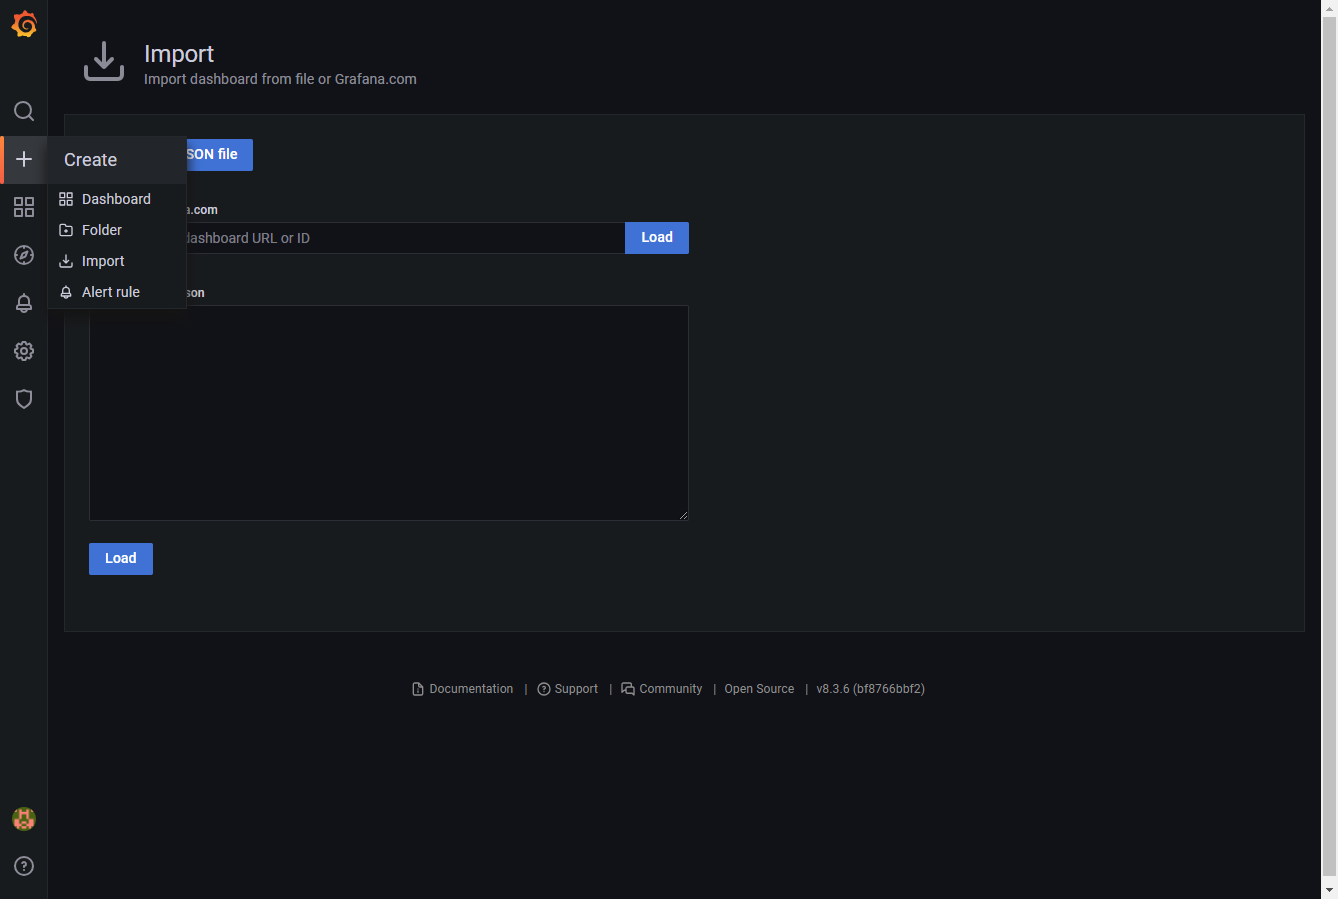 Import
Import dashboard from file or Grafana.com
Create
SON file
Dashboard
a.com
Folder
dashboard URL or ID
Load
Import
Alert rule
son
Load
Documentation | Support | Community | Open Source | v8.3.6 (bf8766bbf2)